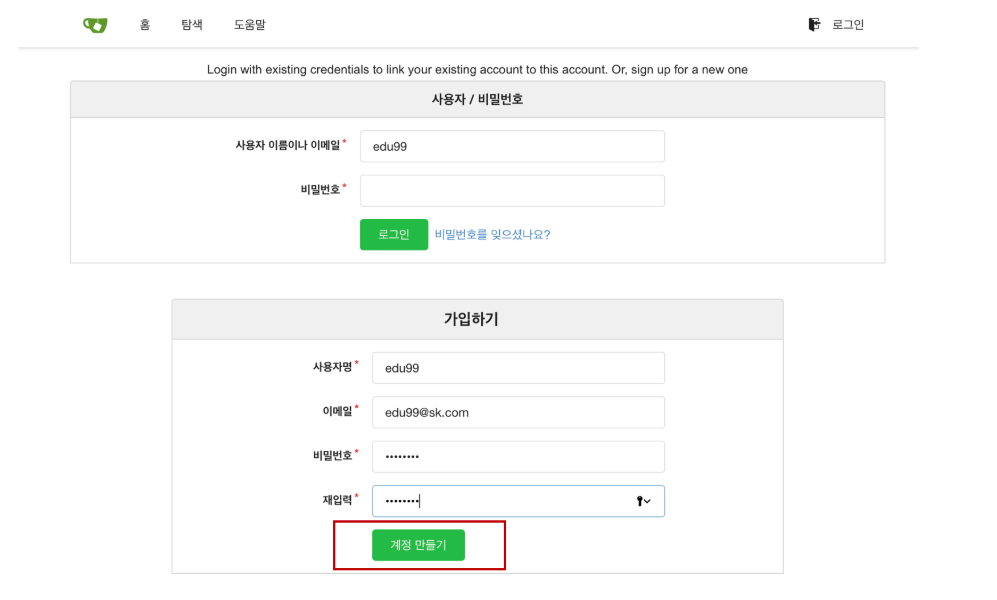 홈 탐색 도움말 로그인
Login with existing credentials to link your existing account to this account. Or, sign up for a new one
사용자 / 비밀번호
사용자 이름이나 이메일* edu99
비밀번호*
로그인 비밀번호를 잊으셨나요?
가입하기
사용자명* edu99
이메일* edu99@sk.com
비밀번호* ••••••••
재입력* ••••••••
계정 만들기